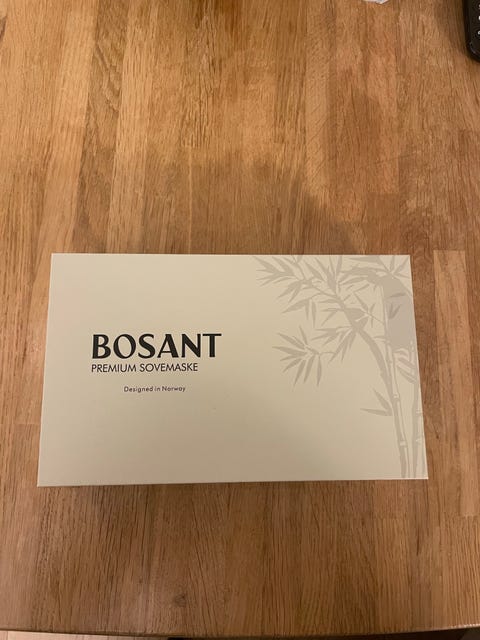 BOSANT
PREMIUM SOVEMASKE
Designed in Norway